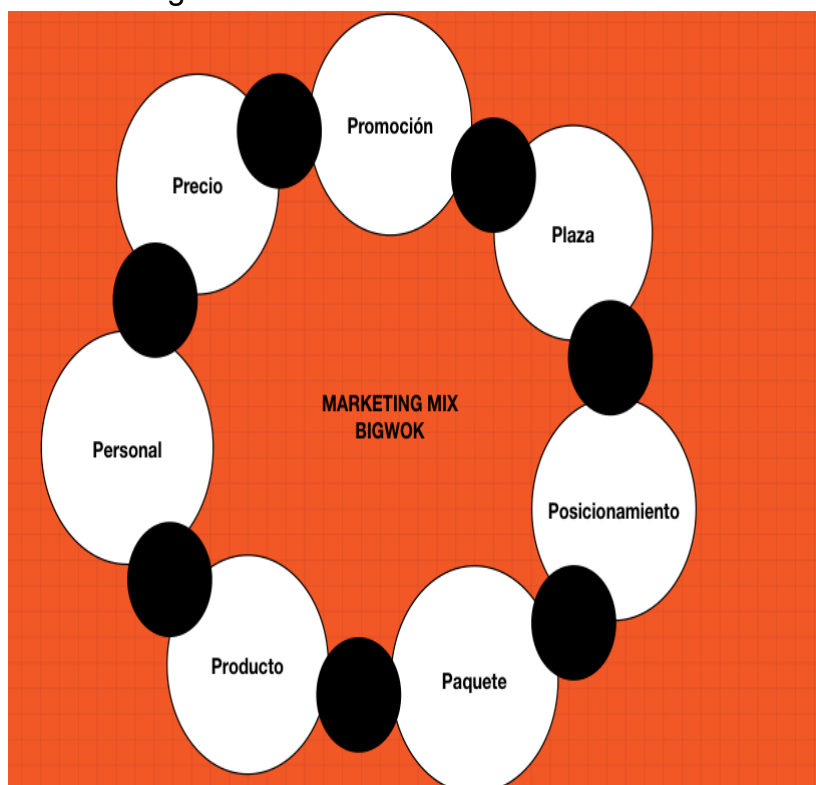 Promoción
Precio
Plaza
MARKETING MIX
BIGWOK
Personal
Posicionamiento
Producto
Paquete